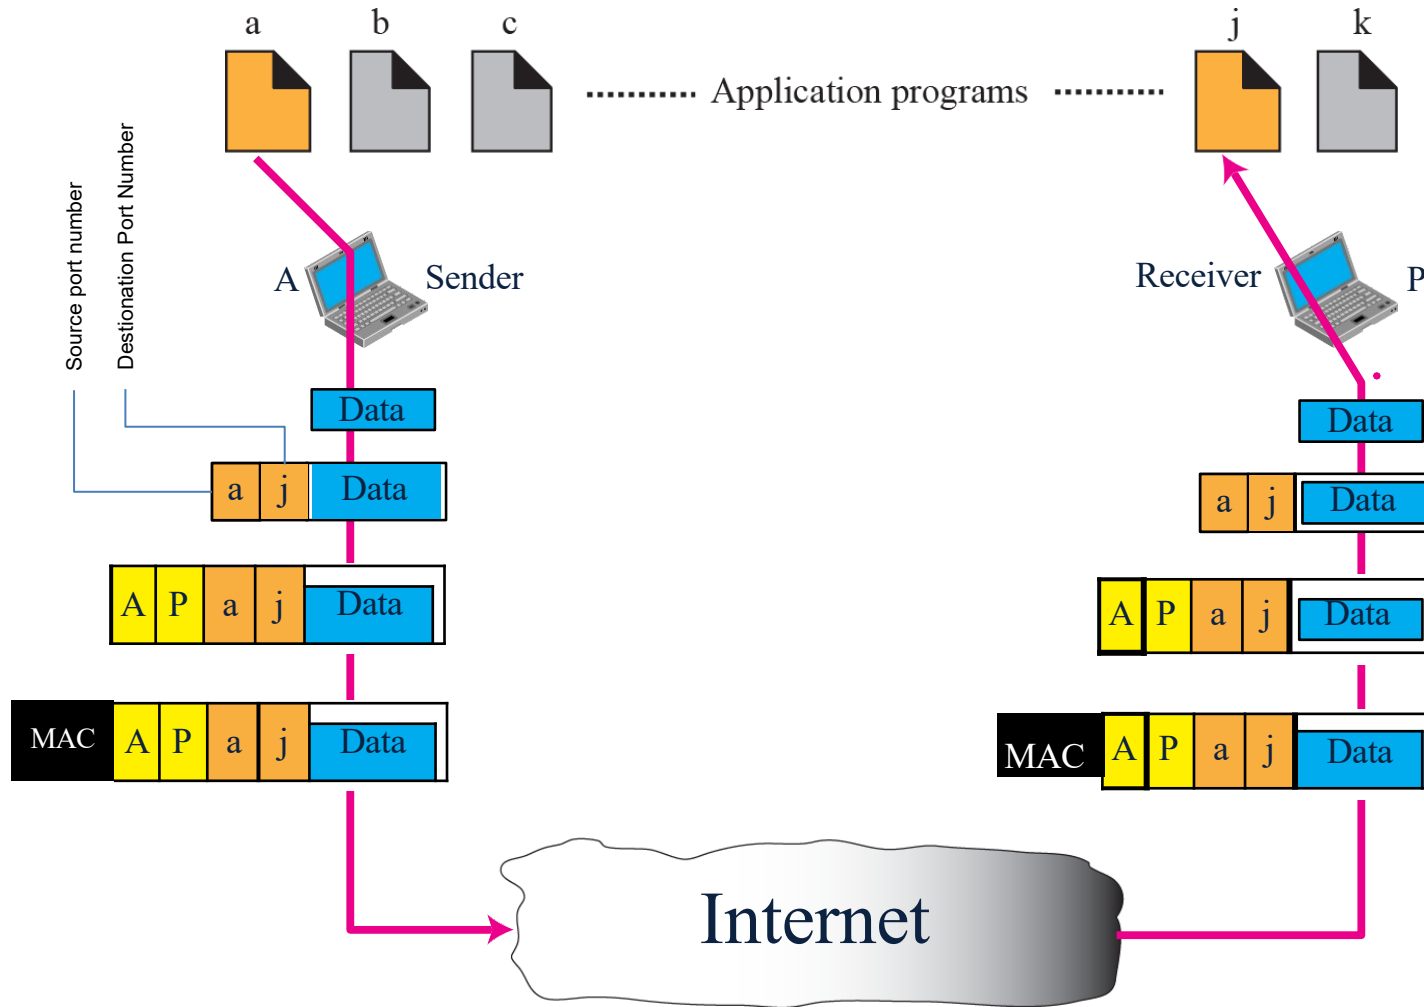 a b c j k
Application programs
Source port number
Destionation Port Number
A Sender Receiver P
Data Data
a j Data a j Data
A P a j Data A P a j Data
MAC A P a j Data MAC A P a j Data
Internet